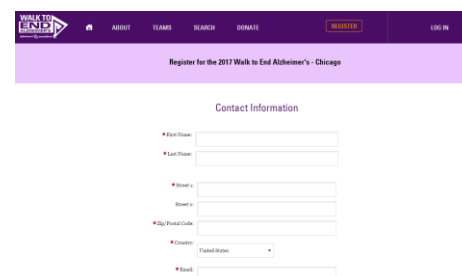 WALK TO
END
ALZHEIMER'S
ABOUT TEAMS SEARCH DONATE REGISTER LOG IN
Register for the 2017 Walk to End Alzheimer's - Chicago
Contact Information
* First Name:
* Last Name:
* Street 1:
Street 2:
* Zip/Postal Code:
* Country:
United States
* Email: